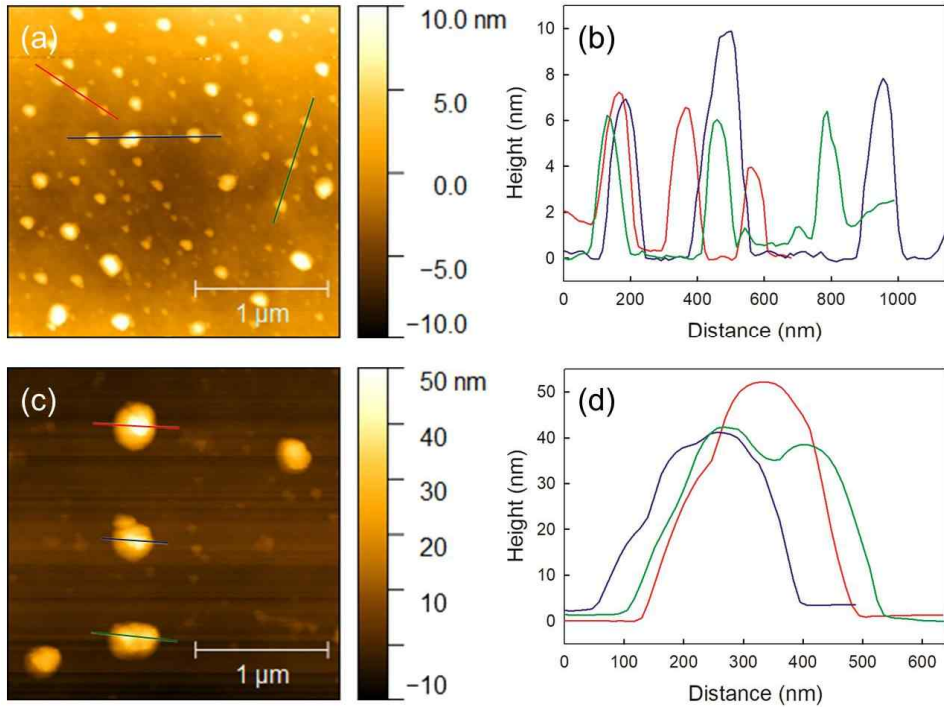 (a)
1 µm
10.0 nm
5.0
0.0
−5.0
−10.0
(b)
Height (nm)
10
8
6
4
2
0
0 200 400 600 800 1000
Distance (nm)
(c)
1 µm
50 nm
40
30
20
10
−10
(d)
Height (nm)
50
40
30
20
10
0
0 100 200 300 400 500 600
Distance (nm)